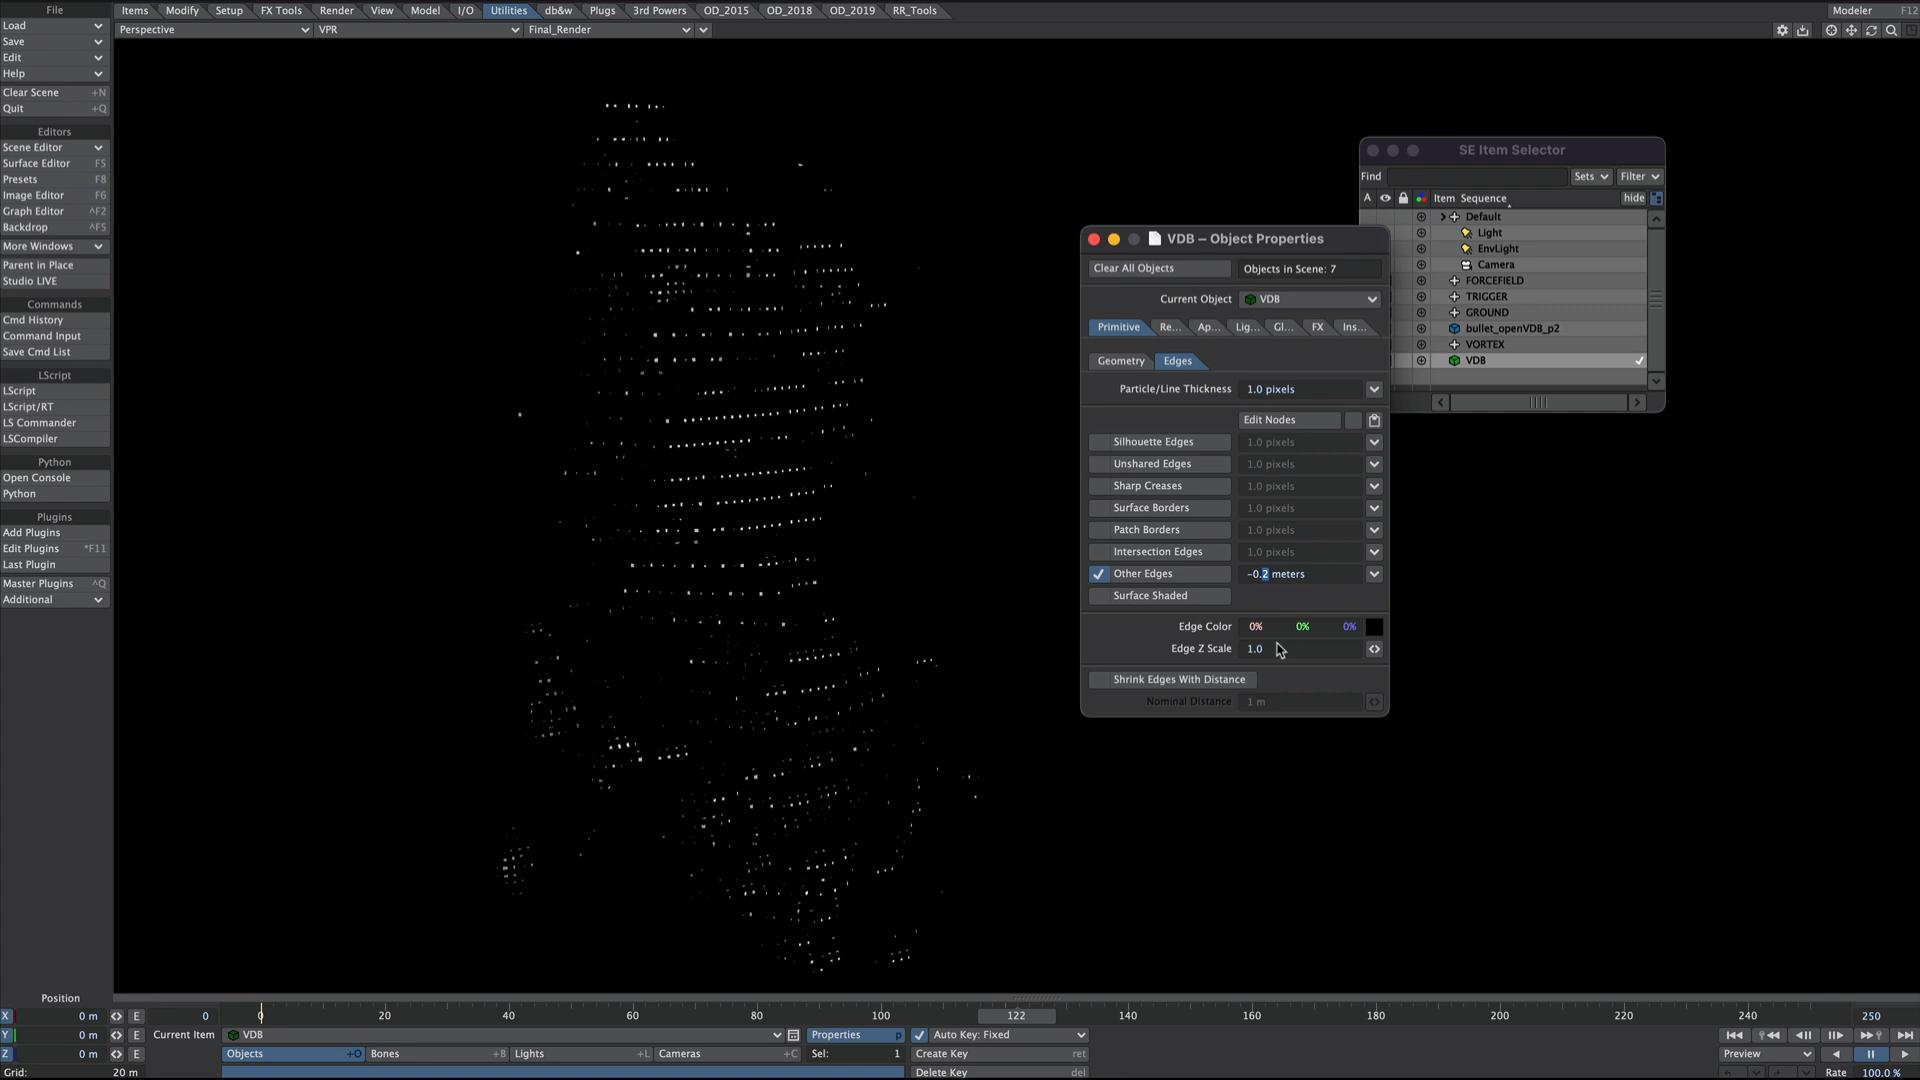 File Items Modify Setup FX Tools Render View Model I/O Utilities db&w Plugs 3rd Powers OD_2015 OD_2018 OD_2019 RR_Tools Modeler F12
Load Perspective VPR Final_Render
Save
Edit
Help
Clear Scene +N
Quit +Q
Editors
Scene Editor
Surface Editor F5
Presets F8
Image Editor F6
Graph Editor ^F2
Backdrop ^F5
More Windows
Parent in Place
Studio LIVE
Commands
Cmd History
Command Input
Save Cmd List
LScript
LScript
LScript/RT
LS Commander
LSCompiler
Python
Open Console
Python
Plugins
Add Plugins
Edit Plugins *F11
Last Plugin
Master Plugins ^Q
Additional
SE Item Selector
Find Sets Filter
A Item Sequence hide
Default
Light
EnvLight
Camera
FORCEFIELD
TRIGGER
GROUND
bullet_openVDB_p2
VORTEX
VDB
VDB – Object Properties
Clear All Objects Objects in Scene: 7
Current Object VDB
Primitive Re... Ap... Lig... Gl... FX Ins...
Geometry Edges
Particle/Line Thickness 1.0 pixels
Edit Nodes
Silhouette Edges 1.0 pixels
Unshared Edges 1.0 pixels
Sharp Creases 1.0 pixels
Surface Borders 1.0 pixels
Patch Borders 1.0 pixels
Intersection Edges 1.0 pixels
Other Edges -0.2 meters
Surface Shaded
Edge Color 0% 0% 0%
Edge Z Scale 1.0
Shrink Edges With Distance
Nominal Distance 1 m
Position
X 0 m E 0 0 20 40 60 80 100 122 140 160 180 200 220 240 250
Y 0 m E Current Item VDB Properties p Auto Key: Fixed
Z 0 m E Objects +O Bones +B Lights +L Cameras +C Sel: 1 Create Key ret Preview
Grid: 20 m Delete Key del Rate 100.0 %